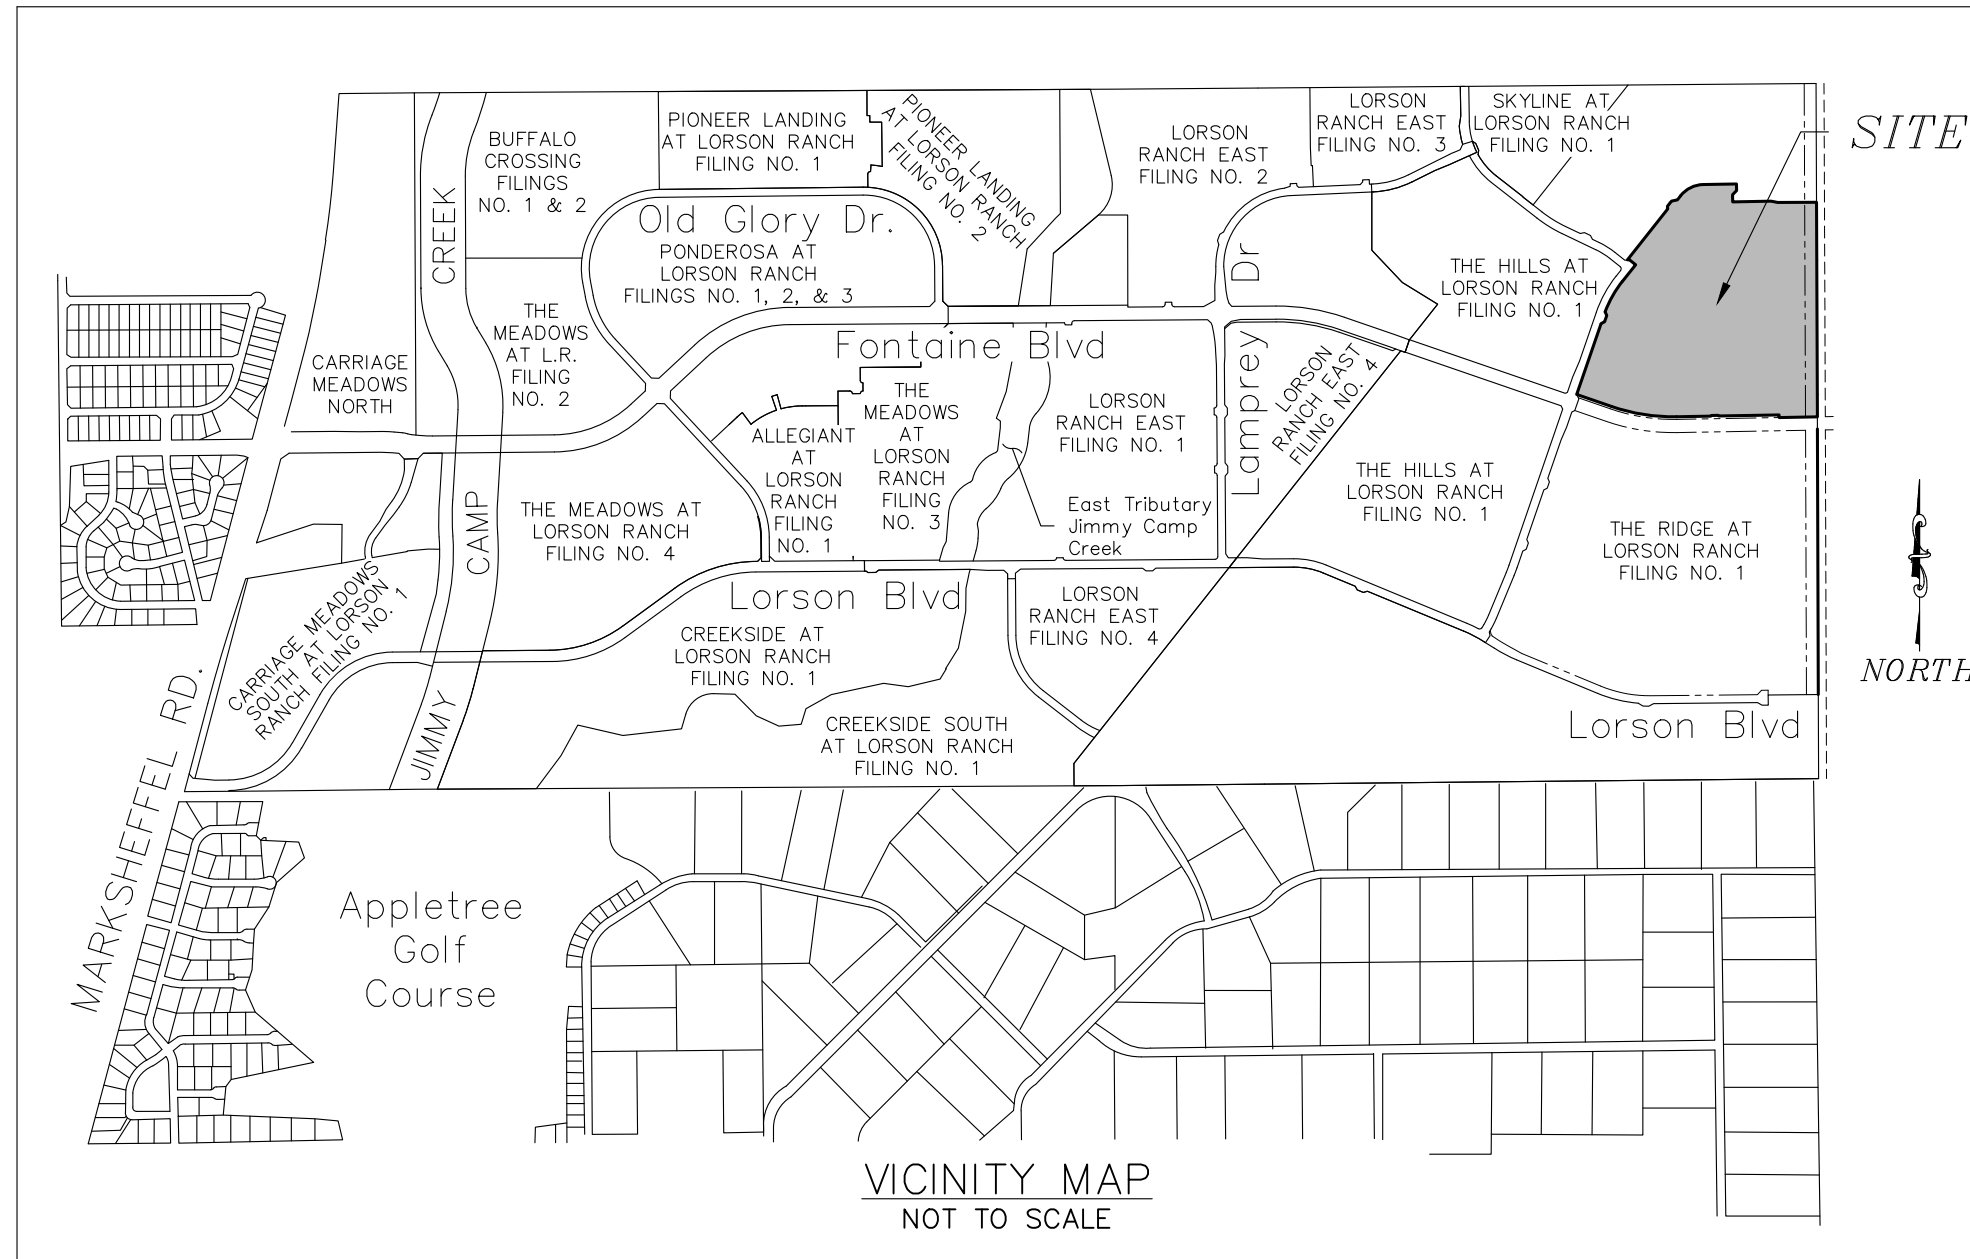 BUFFALO
CROSSING
FILINGS
NO. 1 & 2
PIONEER LANDING
AT LORSON RANCH
FILING NO. 1
PIONEER LANDING
AT LORSON RANCH
FILING NO. 2
LORSON
RANCH EAST
FILING NO. 2
LORSON
RANCH EAST
FILING NO. 3
SKYLINE AT
LORSON RANCH
FILING NO. 1
SITE
Old Glory Dr.
PONDEROSA AT
LORSON RANCH
FILINGS NO. 1, 2, & 3
THE HILLS AT
LORSON RANCH
FILING NO. 1
CARRIAGE
MEADOWS
NORTH
THE
MEADOWS
AT L.R.
FILING
NO. 2
Fontaine Blvd
Lamprey Dr
LORSON
RANCH EAST
FILING NO. 4
JIMMY CAMP CREEK
THE MEADOWS AT
LORSON RANCH
FILING NO. 4
ALLEGIANT
AT
LORSON
RANCH
FILING
NO. 1
THE
MEADOWS
AT
LORSON
RANCH
FILING
NO. 3
LORSON
RANCH EAST
FILING NO. 1
East Tributary
Jimmy Camp
Creek
THE HILLS AT
LORSON RANCH
FILING NO. 1
THE RIDGE AT
LORSON RANCH
FILING NO. 1
NORTH
CARRIAGE MEADOWS
SOUTH AT LORSON
RANCH FILING NO. 1
Lorson Blvd
CREEKSIDE AT
LORSON RANCH
FILING NO. 1
LORSON
RANCH EAST
FILING NO. 4
CREEKSIDE SOUTH
AT LORSON RANCH
FILING NO. 1
Lorson Blvd
MARKSHEFFEL RD.
Appletree
Golf
Course
VICINITY MAP
NOT TO SCALE